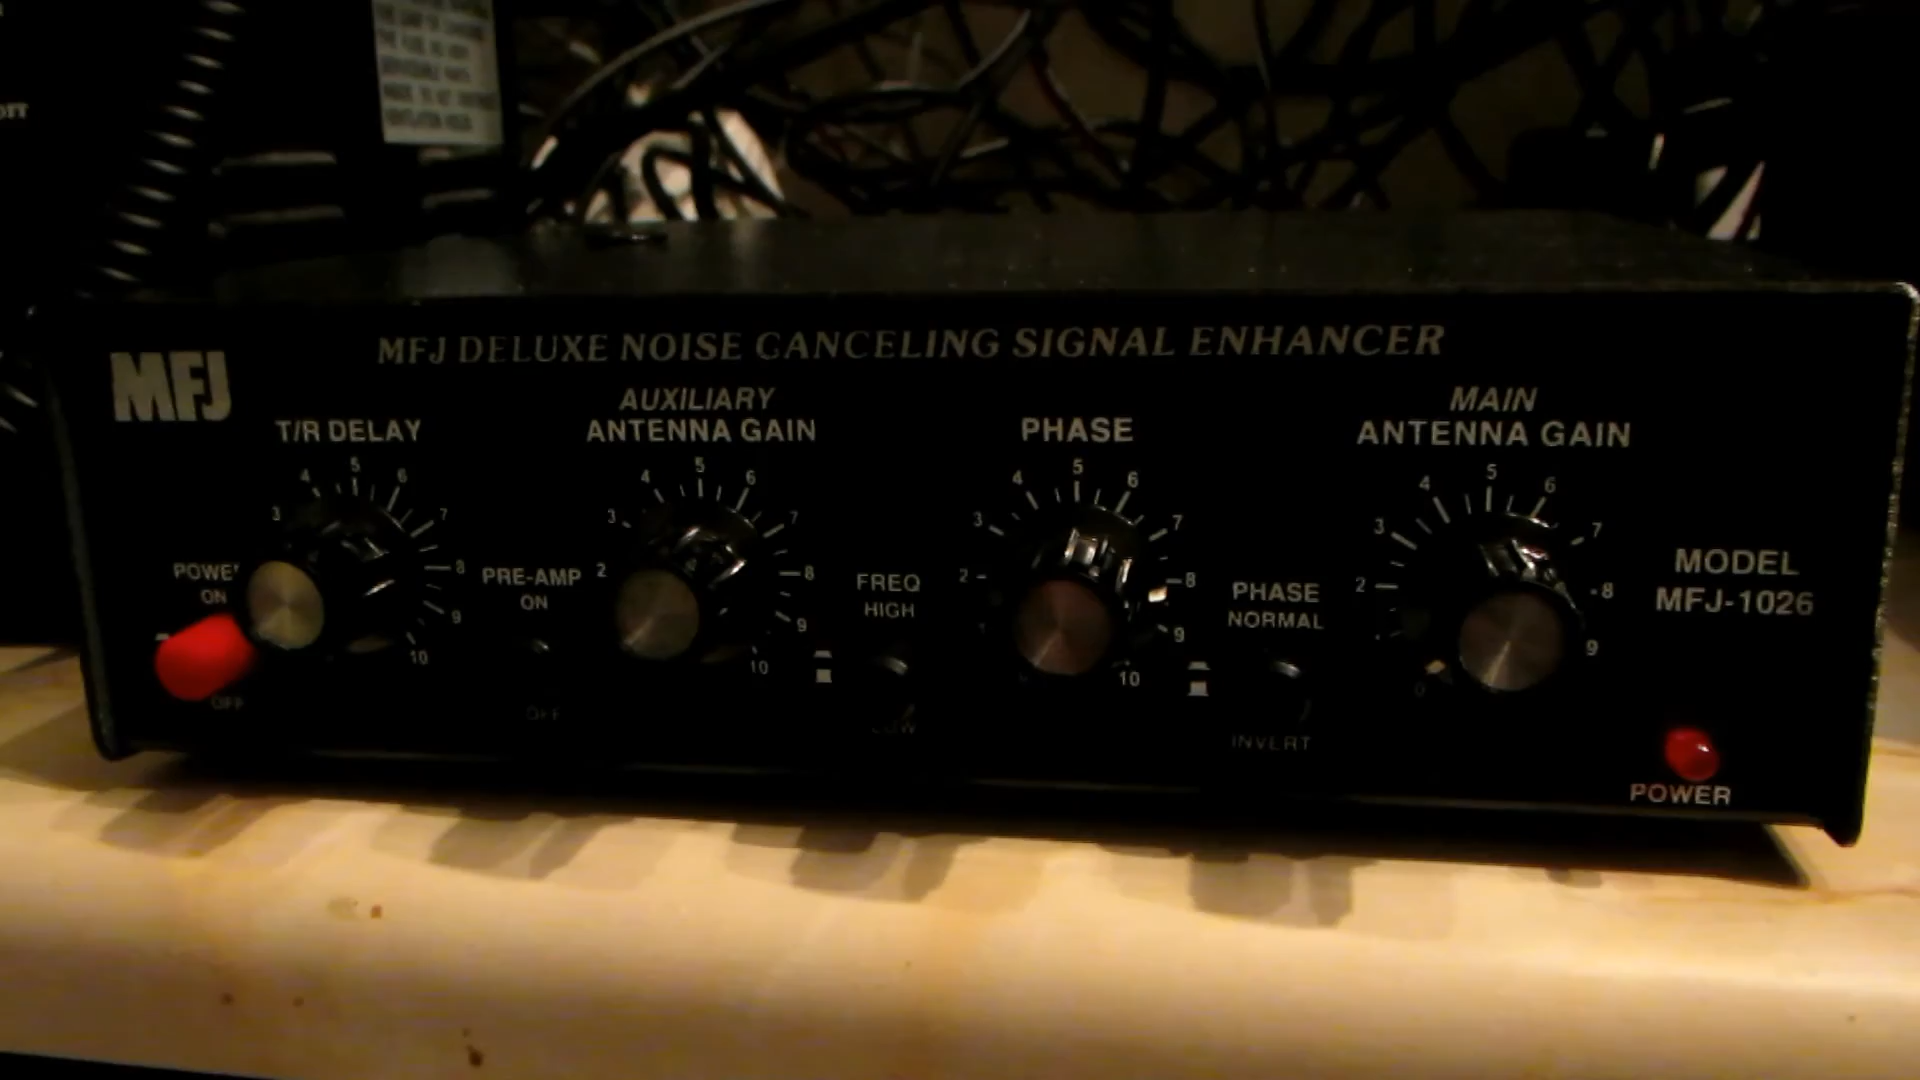 MFJ DELUXE NOISE CANCELING SIGNAL ENHANCER
MFJ
T/R DELAY
3 4 5 6 7 8 9 10
POWER
ON
OFF
PRE-AMP
ON
OFF
AUXILIARY
ANTENNA GAIN
2 3 4 5 6 7 8 9 10
FREQ
HIGH
LOW
PHASE
2 3 4 5 6 7 8 9 10
PHASE
NORMAL
INVERT
MAIN
ANTENNA GAIN
0 2 3 4 5 6 7 8 9
MODEL
MFJ-1026
POWER